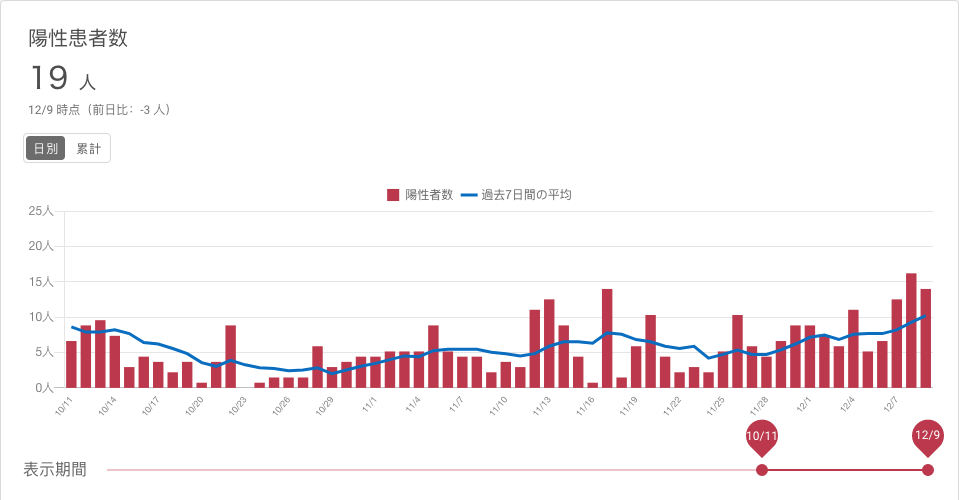 陽性患者数
19 人
12/9 時点（前日比：-3 人）
日別 累計
陽性者数 過去7日間の平均
25人
20人
15人
10人
5人
0人
10/11 10/14 10/17 10/20 10/23 10/26 10/29 11/1 11/4 11/7 11/10 11/13 11/16 11/19 11/22 11/25 11/28 12/1 12/4 12/7
10/11 12/9
表示期間